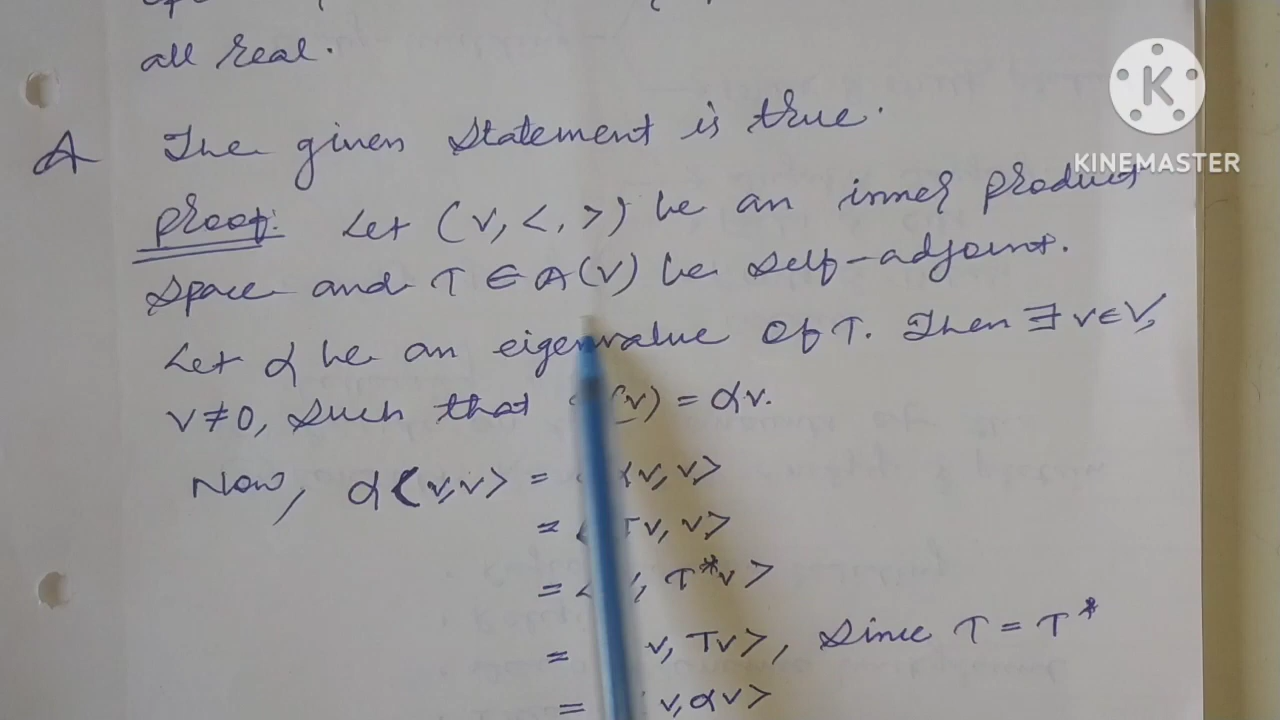 all real.
A The given statement is true.
Proof: Let (V, <, >) be an inner product
space and T ∈ A(V) be self-adjoint.
Let α be an eigenvalue of T. Then ∃ v∈V,
v≠0, such that (v) = αv.
Now, α<v,v> = αv, v>
= Tv, v>
= < , T*v>
= v, Tv>, since T = T*
= v, αv>
K
KINEMASTER